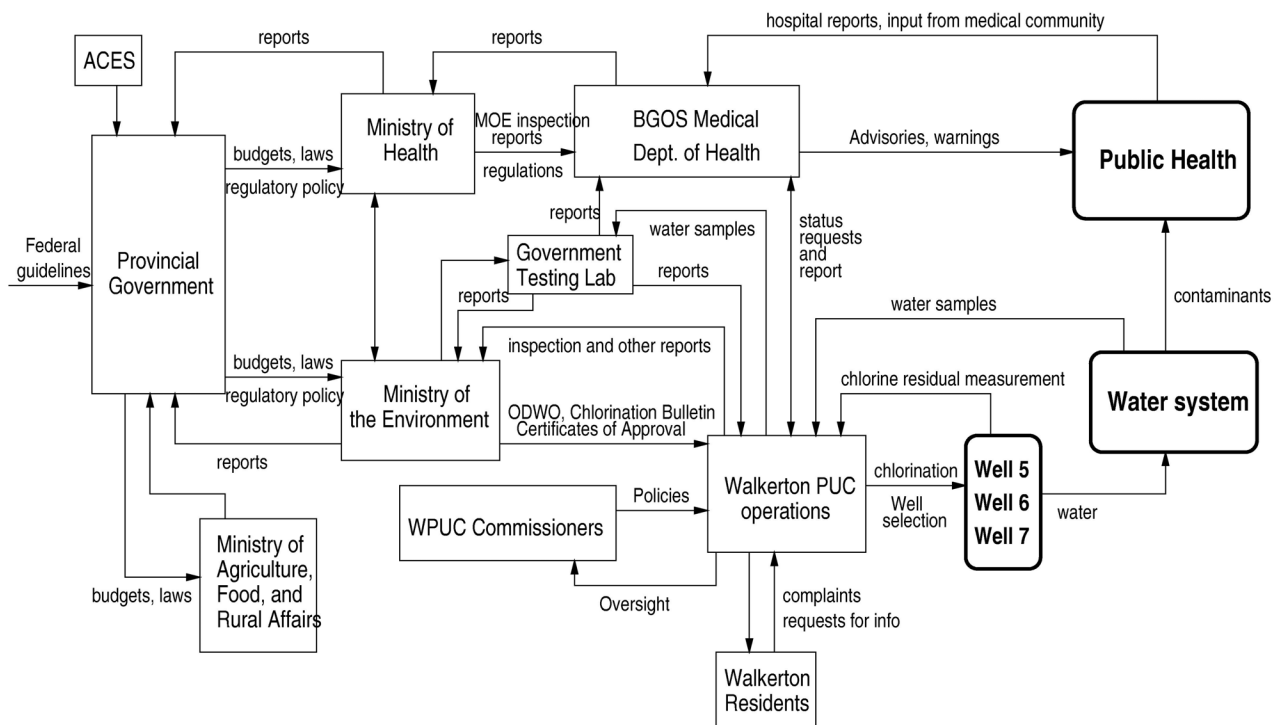 hospital reports, input from medical community
ACES
reports
reports
Ministry of
Health
MOE inspection
reports
regulations
BGOS Medical
Dept. of Health
Advisories, warnings
Public Health
budgets, laws
regulatory policy
Federal
guidelines
Provincial
Government
reports
water samples
status
requests
and
report
Government
Testing Lab
reports
reports
contaminants
water samples
inspection and other reports
budgets, laws
regulatory policy
Ministry of
the Environment
chlorine residual measurement
Water system
ODWO, Chlorination Bulletin
Certificates of Approval
reports
WPUC Commissioners
Policies
Walkerton PUC
operations
chlorination
Well
selection
Well 5
Well 6
Well 7
water
Ministry of
Agriculture,
Food, and
Rural Affairs
budgets, laws
Oversight
complaints
requests for info
Walkerton
Residents